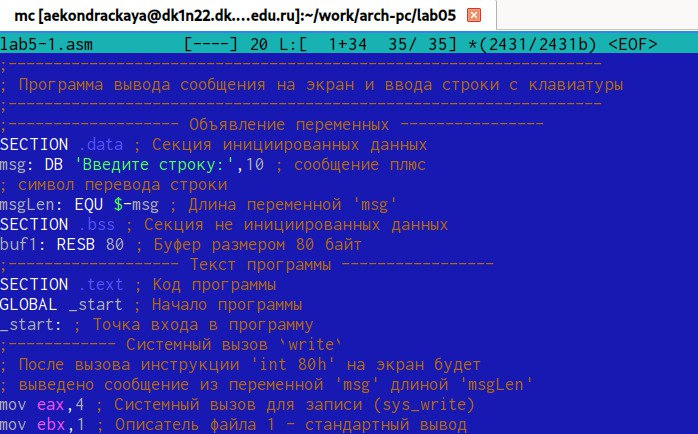 mc [aekondrackaya@dk1n22.dk....edu.ru]:~/work/arch-pc/lab05
lab5-1.asm [----] 20 L:[ 1+34 35/ 35] *(2431/2431b) <EOF>
;------------------------------------------------------------------
; Программа вывода сообщения на экран и ввода строки с клавиатуры
;------------------------------------------------------------------
;------------------- Объявление переменных ----------------
SECTION .data ; Секция инициированных данных
msg: DB 'Введите строку:',10 ; сообщение плюс
; символ перевода строки
msgLen: EQU $-msg ; Длина переменной 'msg'
SECTION .bss ; Секция не инициированных данных
buf1: RESB 80 ; Буфер размером 80 байт
;------------------- Текст программы -----------------
SECTION .text ; Код программы
GLOBAL _start ; Начало программы
_start: ; Точка входа в программу
;------------ Системный вызов `write`
; После вызова инструкции 'int 80h' на экран будет
; выведено сообщение из переменной 'msg' длиной 'msgLen'
mov eax,4 ; Системный вызов для записи (sys_write)
mov ebx,1 ; Описатель файла 1 - стандартный вывод